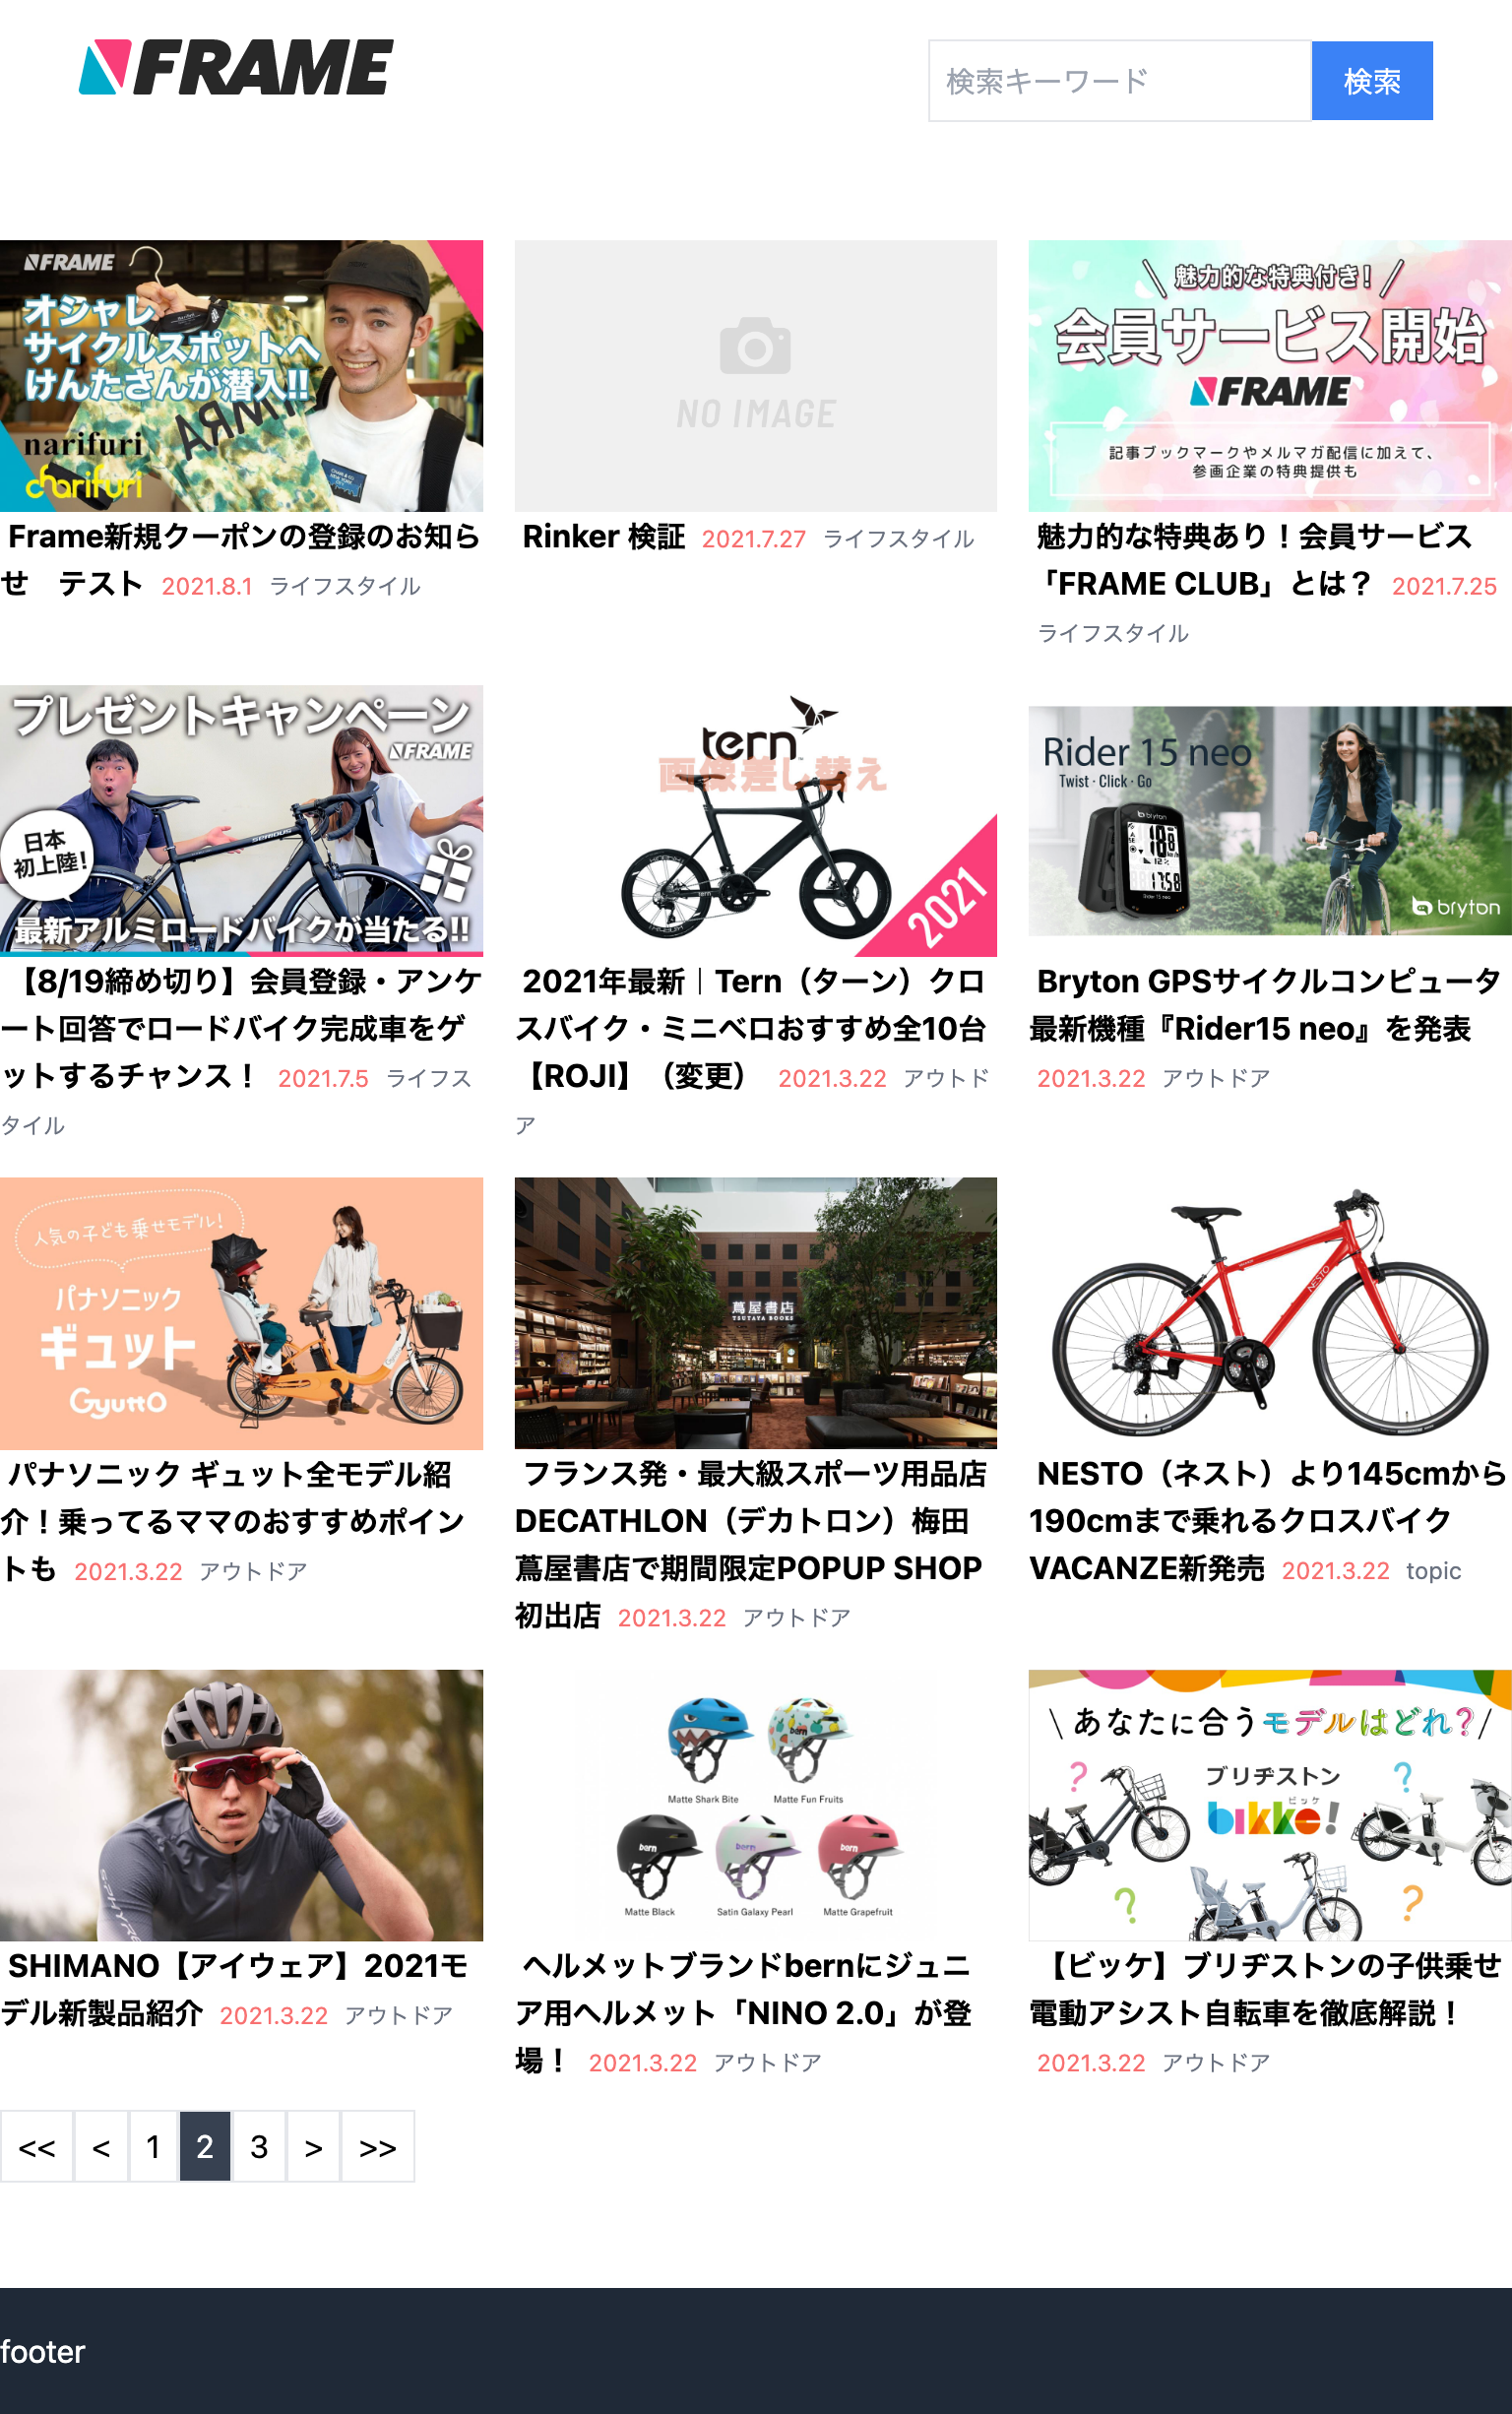 FRAME
検索キーワード
検索
FRAME
オシャレ
サイクルスポットへ
けんたさんが潜入!!
ARMY
narifuri
charifuri
Frame新規クーポンの登録のお知ら
せ　テスト 2021.8.1 ライフスタイル
NO IMAGE
Rinker 検証 2021.7.27 ライフスタイル
\ 魅力的な特典付き! /
会員サービス開始
FRAME
記事ブックマークやメルマガ配信に加えて、
参画企業の特典提供も
魅力的な特典あり！会員サービス
「FRAME CLUB」とは？ 2021.7.25
ライフスタイル
プレゼントキャンペーン
FRAME
日本
初上陸!
SERIOUS
最新アルミロードバイクが当たる!!
【8/19締め切り】会員登録・アンケ
ート回答でロードバイク完成車をゲ
ットするチャンス！ 2021.7.5 ライフス
タイル
tern
画像差し替え
tern
2021
2021年最新｜Tern（ターン）クロ
スバイク・ミニベロおすすめ全10台
【ROJI】（変更） 2021.3.22 アウトド
ア
Rider 15 neo
Twist · Click · Go
bryton
Rider 15 neo
bryton
Bryton GPSサイクルコンピュータ
最新機種『Rider15 neo』を発表
2021.3.22 アウトドア
人気の子ども乗せモデル!
パナソニック
ギュット
Gyutto
パナソニック ギュット全モデル紹
介！乗ってるママのおすすめポイン
トも 2021.3.22 アウトドア
蔦屋書店
TSUTAYA BOOKS
フランス発・最大級スポーツ用品店
DECATHLON（デカトロン）梅田
蔦屋書店で期間限定POPUP SHOP
初出店 2021.3.22 アウトドア
NESTO
NESTO（ネスト）より145cmから
190cmまで乗れるクロスバイク
VACANZE新発売 2021.3.22 topic
SHIMANO【アイウェア】2021モ
デル新製品紹介 2021.3.22 アウトドア
bern
Matte Shark Bite
Matte Fun Fruits
bern
bern
bern
Matte Black
Satin Galaxy Pearl
Matte Grapefruit
ヘルメットブランドbernにジュニ
ア用ヘルメット「NINO 2.0」が登
場！ 2021.3.22 アウトドア
\ あなたに合うモデルはどれ? /
?
?
ブリヂストン
ビッケ
bikke!
?
?
【ビッケ】ブリヂストンの子供乗せ
電動アシスト自転車を徹底解説！
2021.3.22 アウトドア
<< < 1 2 3 > >>
footer